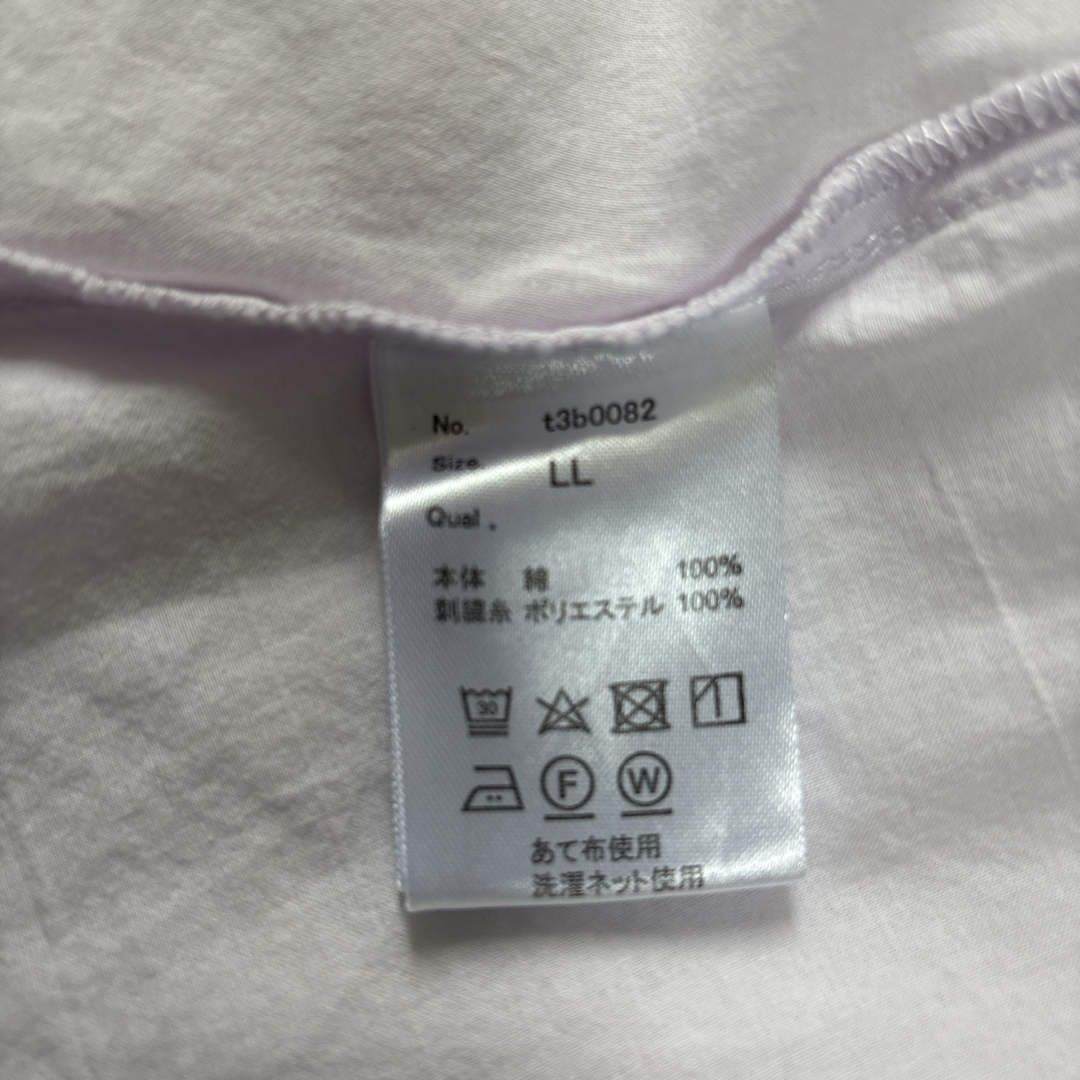 No. t3b0082
Size. LL
Qual .
本体 綿 100%
刺繍糸 ポリエステル 100%
30
F W
あて布使用
洗濯ネット使用